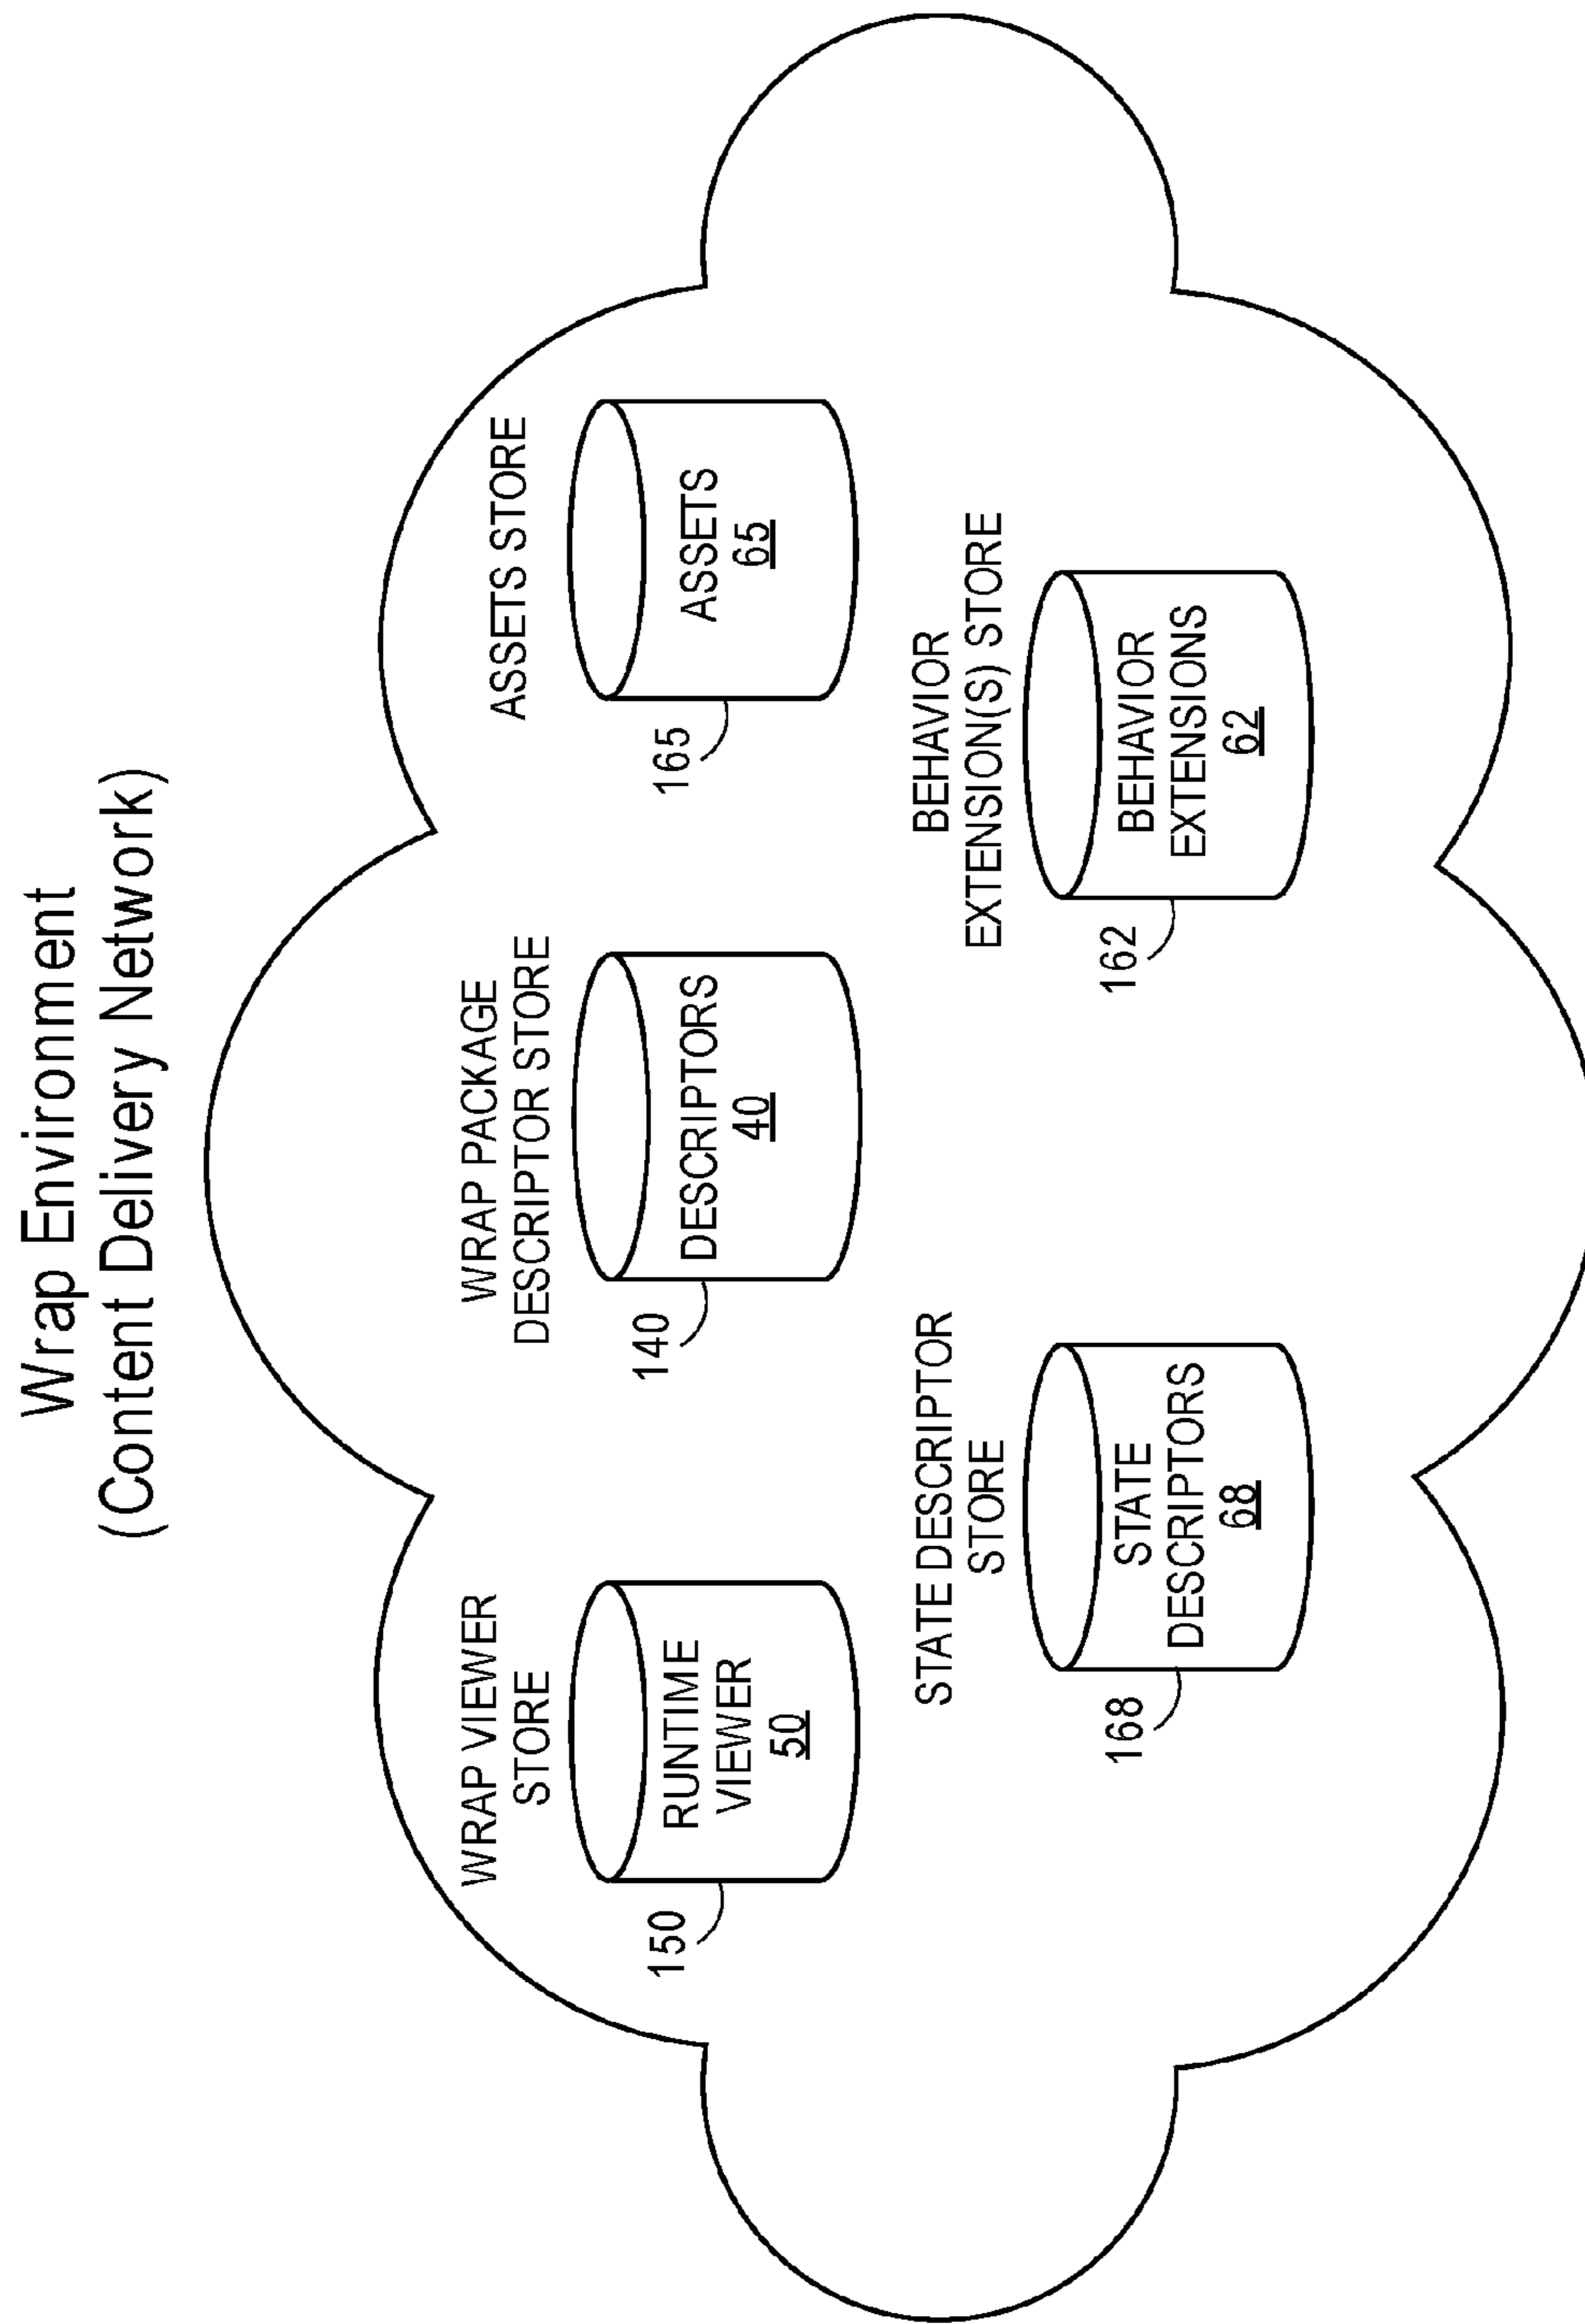 Wrap Environment
(Content Delivery Network)
WRAP VIEWER
STORE
150
RUNTIME
VIEWER
50
WRAP PACKAGE
DESCRIPTOR STORE
140
DESCRIPTORS
40
ASSETS STORE
165
ASSETS
65
STATE DESCRIPTOR
STORE
168
STATE
DESCRIPTORS
68
BEHAVIOR
EXTENSION(S) STORE
162
BEHAVIOR
EXTENSIONS
62